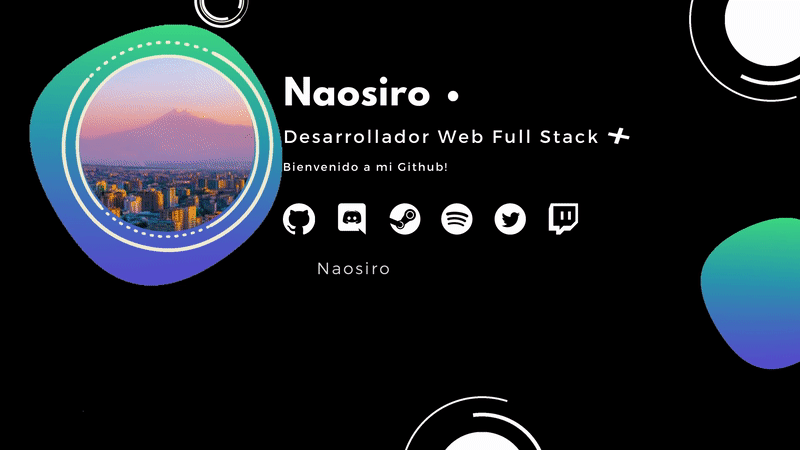 Naosiro •
Desarrollador Web Full Stack
Bienvenido a mi Github!
Naosiro